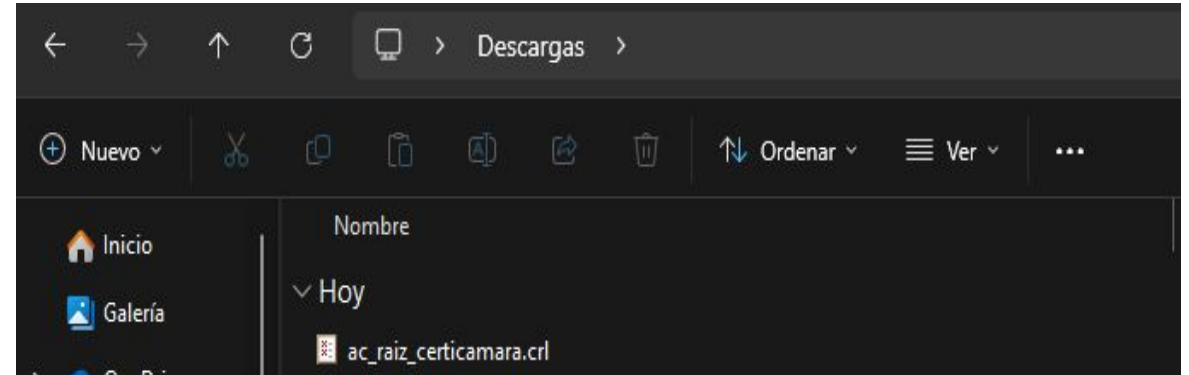 Descargas
Nuevo
Ordenar
Ver
Nombre
Inicio
Hoy
Galería
ac_raiz_certicamara.crl